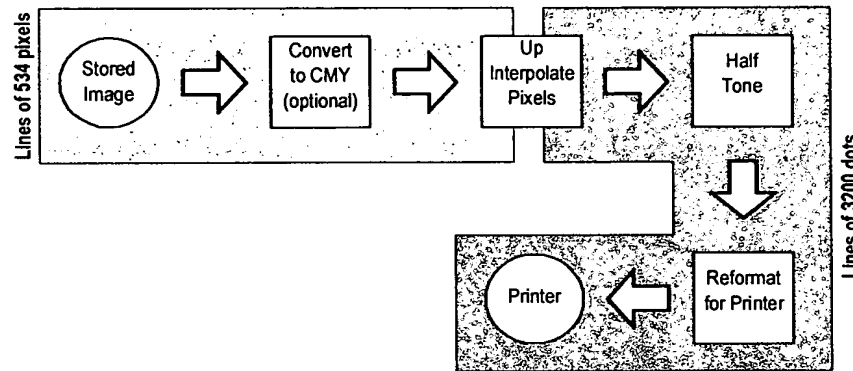 Lines of 534 pixels
Stored
Image
Convert
to CMY
(optional)
Up
Interpolate
Pixels
Half
Tone
Lines of 3200 dots
Reformat
for Printer
Printer